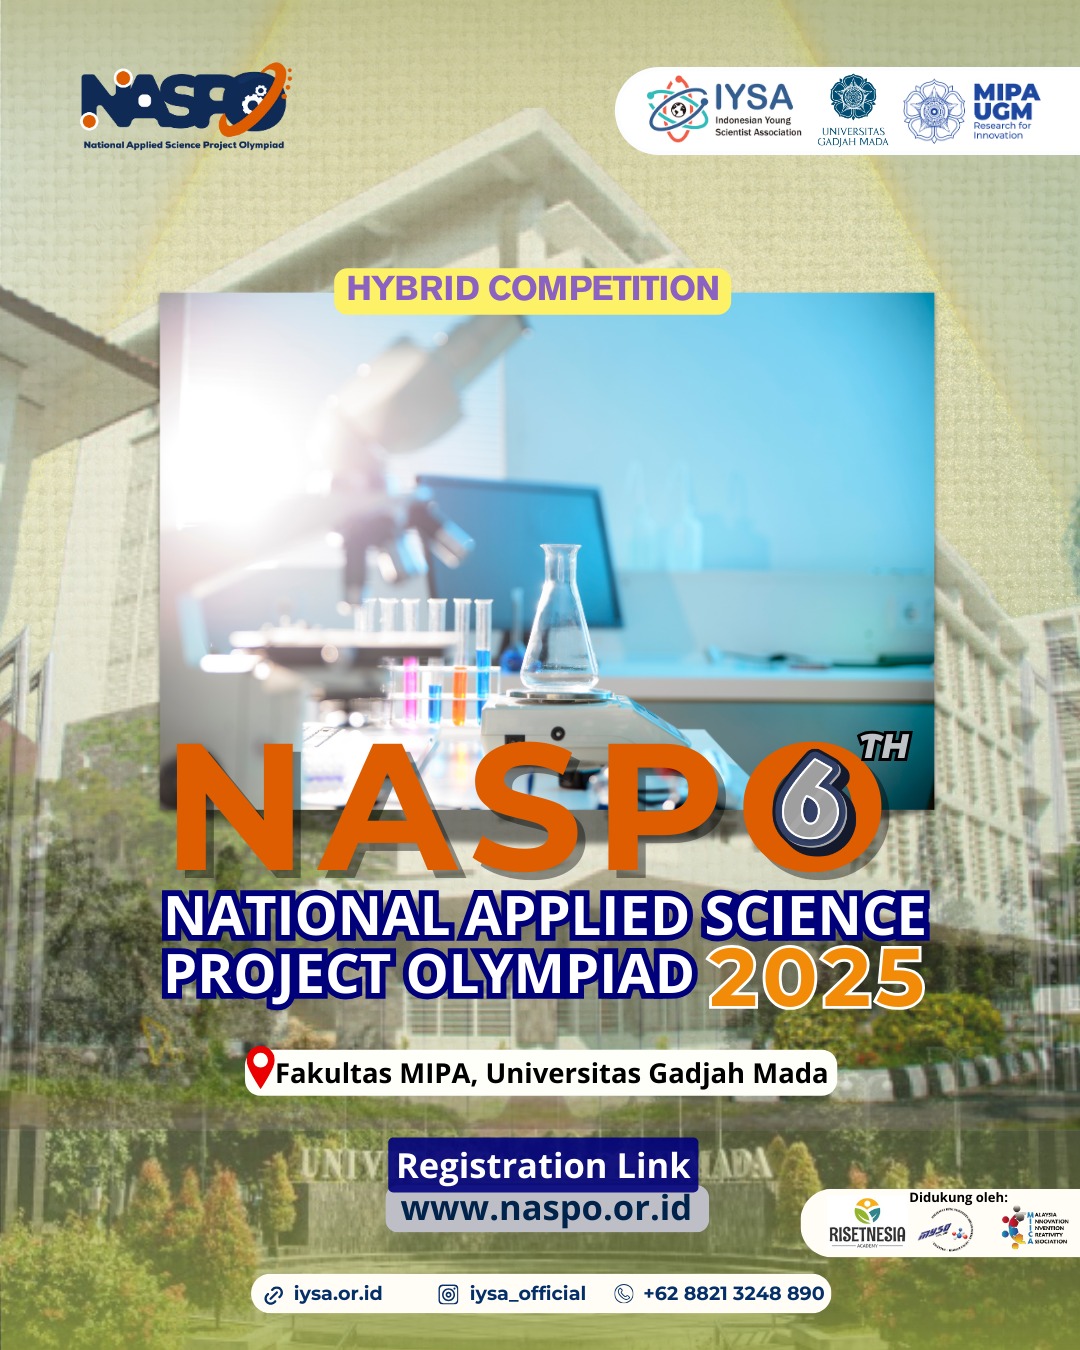 NASPO
National Applied Science Project Olympiad
IYSA
Indonesian Young
Scientist Association
UNIVERSITAS
GADJAH MADA
MIPA
UGM
Research for
Innovation
HYBRID COMPETITION
NASPO
6TH
NATIONAL APPLIED SCIENCE
PROJECT OLYMPIAD 2025
Fakultas MIPA, Universitas Gadjah Mada
Registration Link
www.naspo.or.id
Didukung oleh:
RISETNESIA
ACADEMY
MYSO
MALAYSIA
INNOVATION
INVENTION
CREATIVITY
ASSOCIATION
iysa.or.id
iysa_official
+62 8821 3248 890